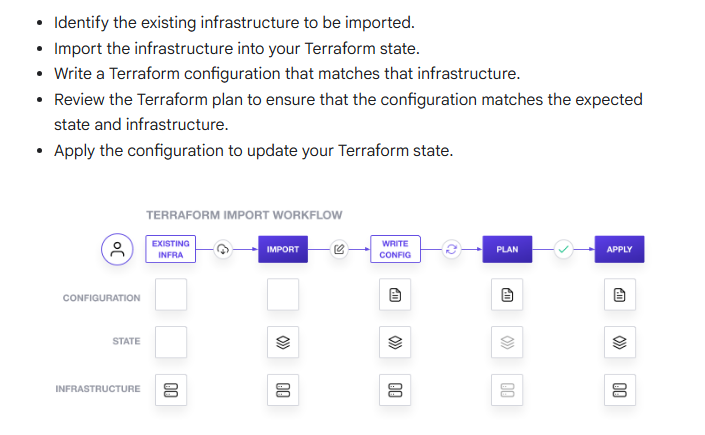 Identify the existing infrastructure to be imported.
Import the infrastructure into your Terraform state.
Write a Terraform configuration that matches that infrastructure.
Review the Terraform plan to ensure that the configuration matches the expected
state and infrastructure.
Apply the configuration to update your Terraform state.
TERRAFORM IMPORT WORKFLOW
EXISTING
INFRA
IMPORT
WRITE
CONFIG
PLAN
APPLY
CONFIGURATION
STATE
INFRASTRUCTURE